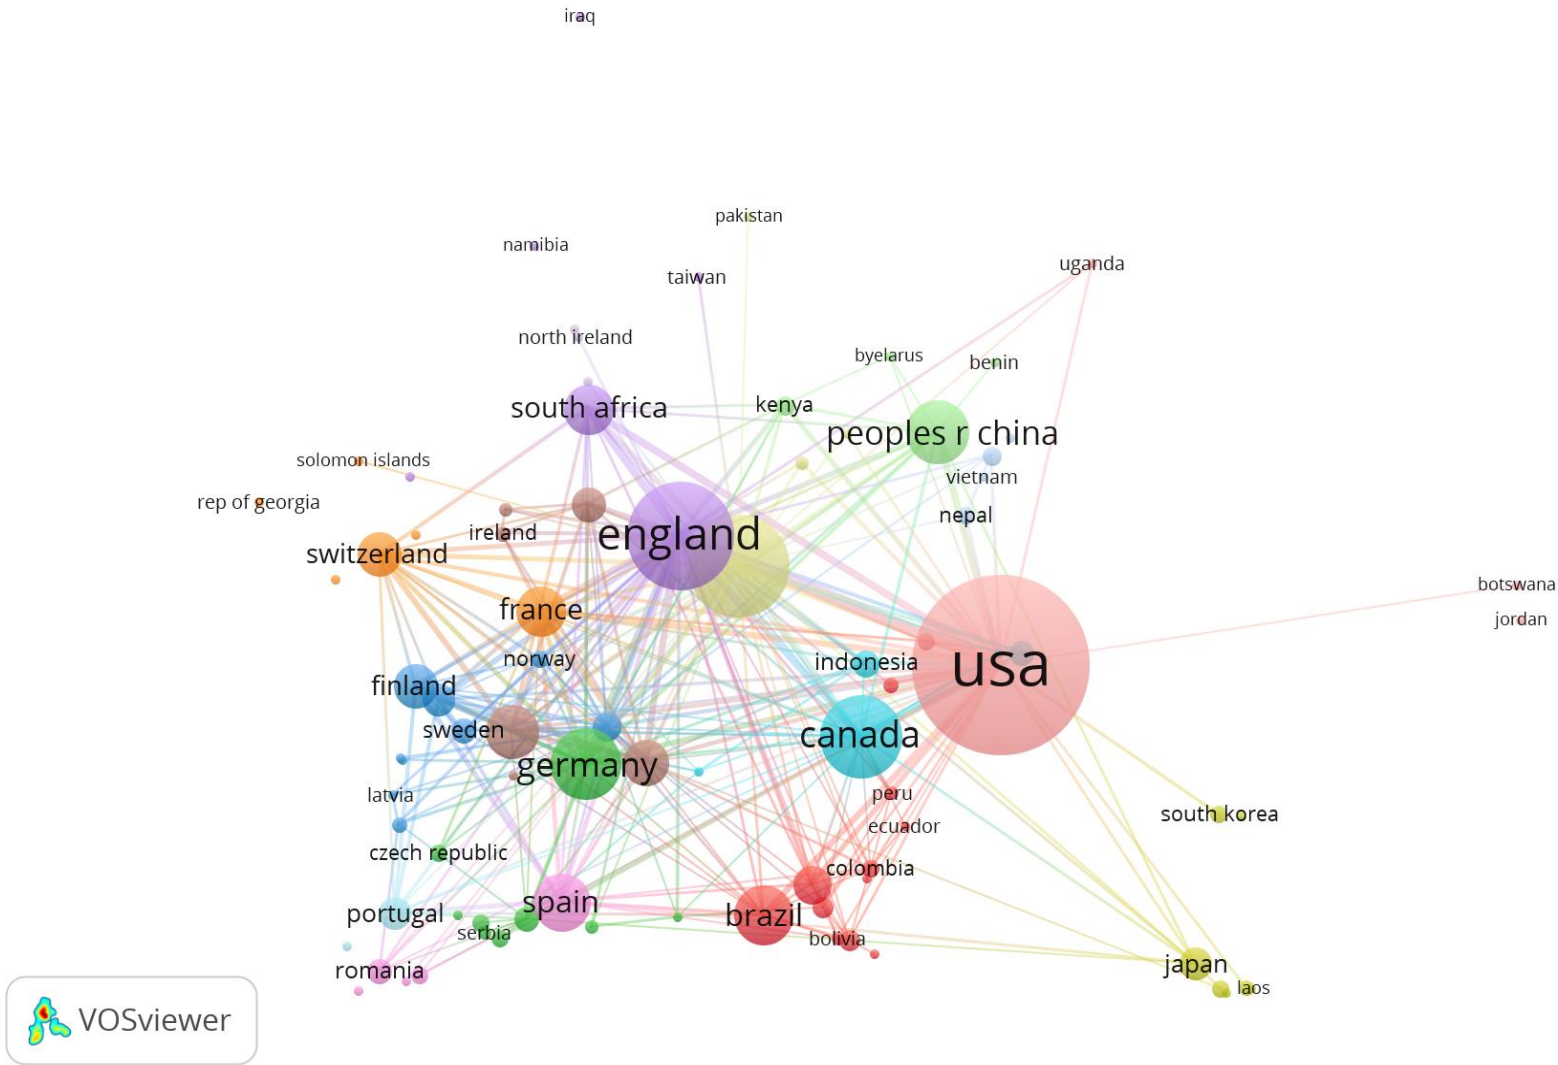 iraq
pakistan
namibia
uganda
taiwan
north ireland
byelarus
benin
kenya
south africa
peoples r china
solomon islands
vietnam
rep of georgia
nepal
ireland
england
switzerland
botswana
france
jordan
norway
indonesia
usa
finland
sweden
canada
germany
latvia
peru
south korea
ecuador
czech republic
colombia
spain
portugal
brazil
serbia
bolivia
japan
romania
laos
VOSviewer